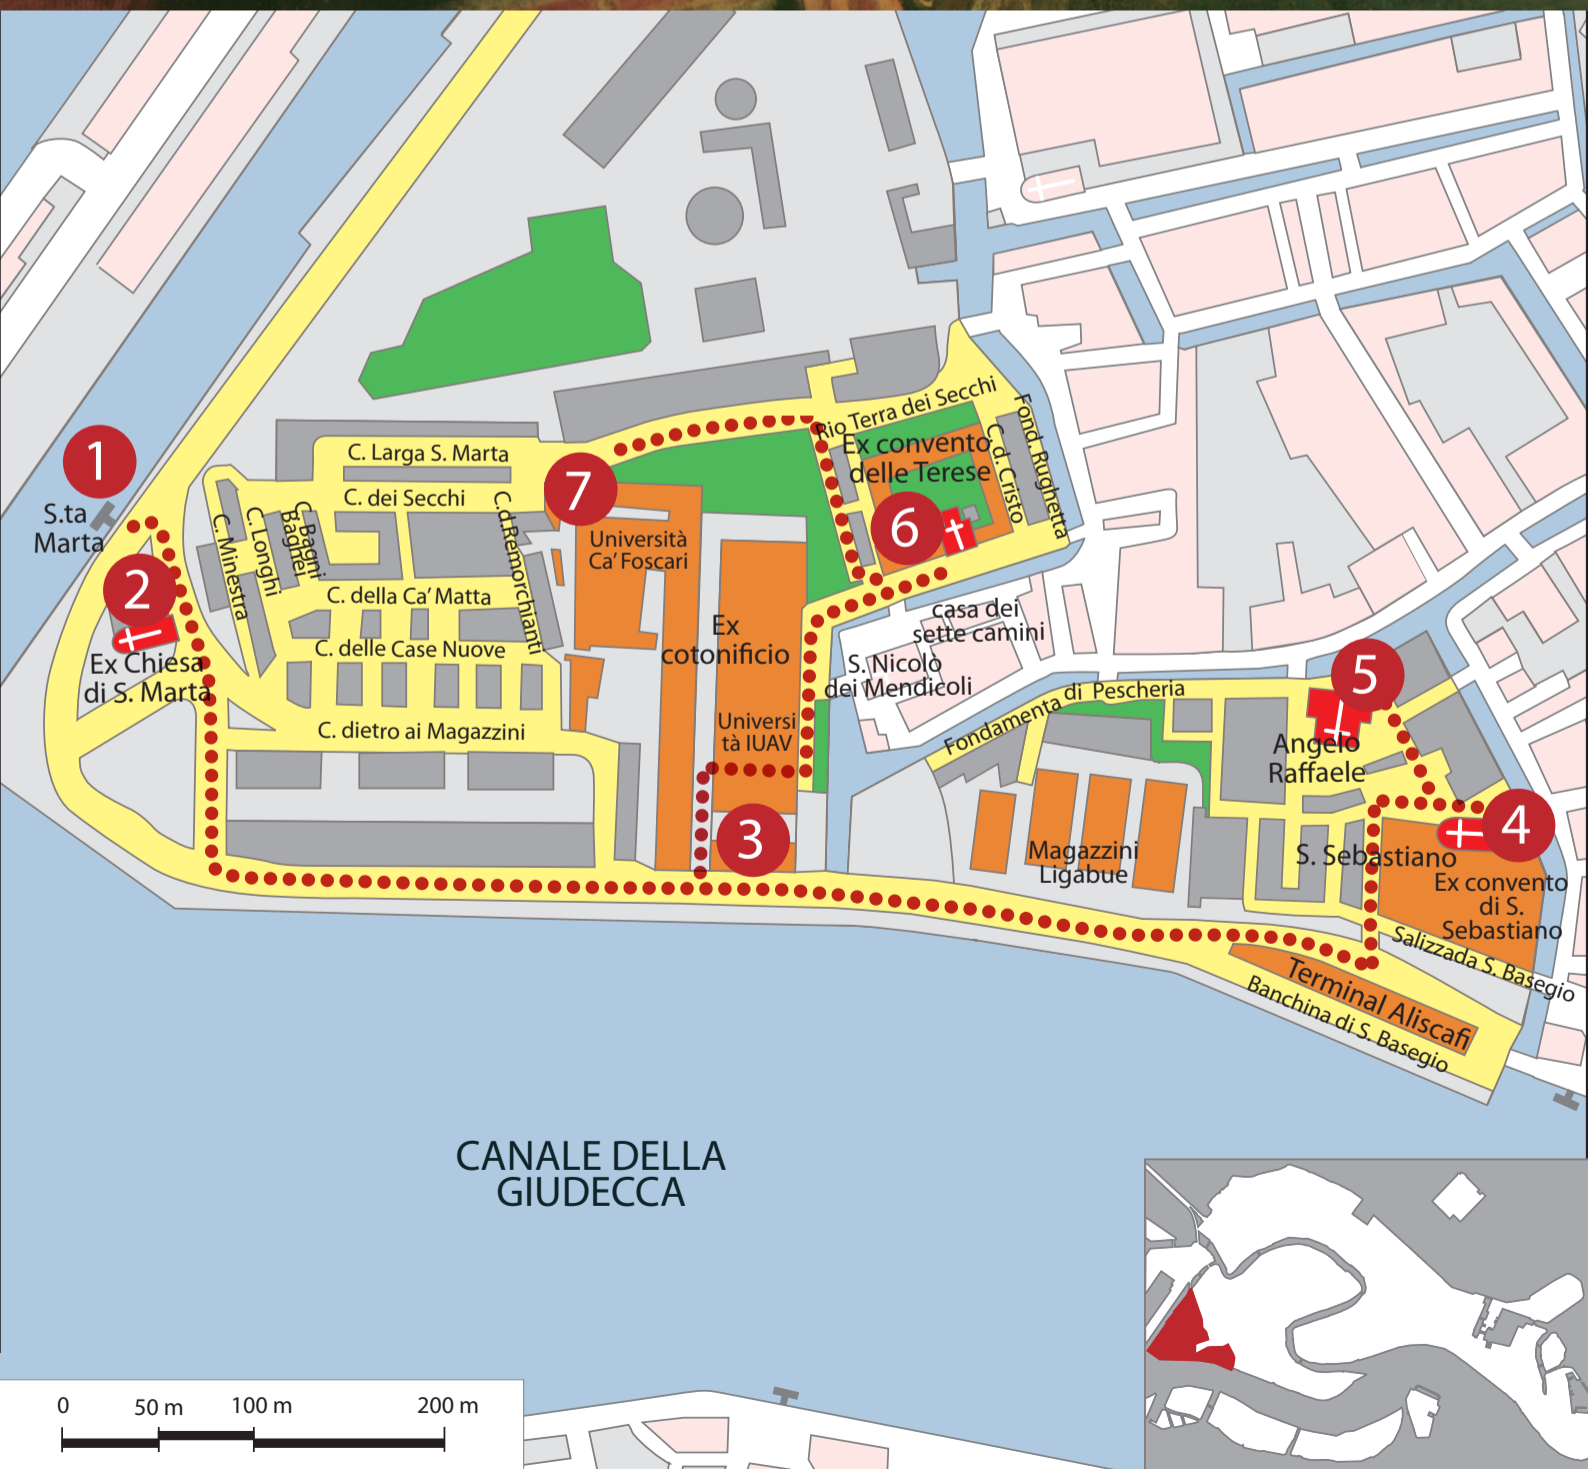 Rio Terra dei Secchi
Fond. Rughetta
C. d. Cristo
Ex convento
delle Terese
6
C. Larga S. Marta
C. dei Secchi
7
1
S.ta
Marta
2
Ex Chiesa
di S. Marta
C. Minestra
C. Longhi
C. Bagni
Baglei
C.d.Remorchianti
C. della Ca' Matta
C. delle Case Nuove
C. dietro ai Magazzini
Università
Ca' Foscari
Ex
cotonificio
Universi
tà IUAV
3
casa dei
sette camini
S. Nicolò
dei Mendicoli
Fondamenta di Pescheria
5
Angelo
Raffaele
4
S. Sebastiano
Ex convento
di S.
Sebastiano
Magazzini
Ligabue
Salizzada S. Basegio
Terminal Aliscafi
Banchina di S. Basegio
CANALE DELLA
GIUDECCA
0 50 m 100 m 200 m